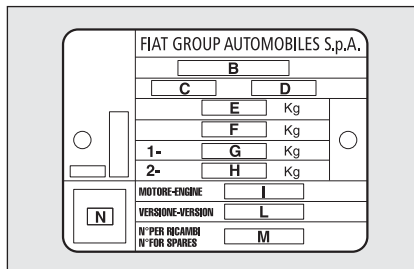 FIAT GROUP AUTOMOBILES S.p.A.
B
C D
E Kg
F Kg
1- G Kg
2- H Kg
MOTORE-ENGINE I
VERSIONE-VERSION L
N
N°PER RICAMBI
N°FOR SPARES M